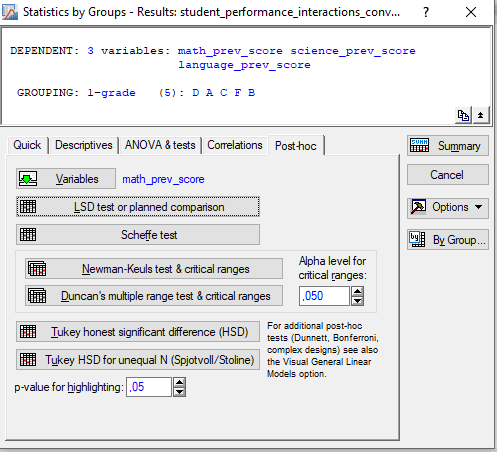 Statistics by Groups - Results: student_performance_interactions_conv... ? ×
DEPENDENT: 3 variables: math_prev_score science_prev_score
language_prev_score
GROUPING: 1-grade (5): D A C F B
Quick Descriptives ANOVA & tests Correlations Post-hoc
Summary
Cancel
Options
By Group...
Variables math_prev_score
LSD test or planned comparison
Scheffe test
Newman-Keuls test & critical ranges
Duncan's multiple range test & critical ranges
Alpha level for
critical ranges:
,050
Tukey honest significant difference (HSD)
Tukey HSD for unequal N (Spjotvoll/Stoline)
For additional post-hoc
tests (Dunnett, Bonferroni,
complex designs) see also
the Visual General Linear
Models option.
p-value for highlighting: ,05